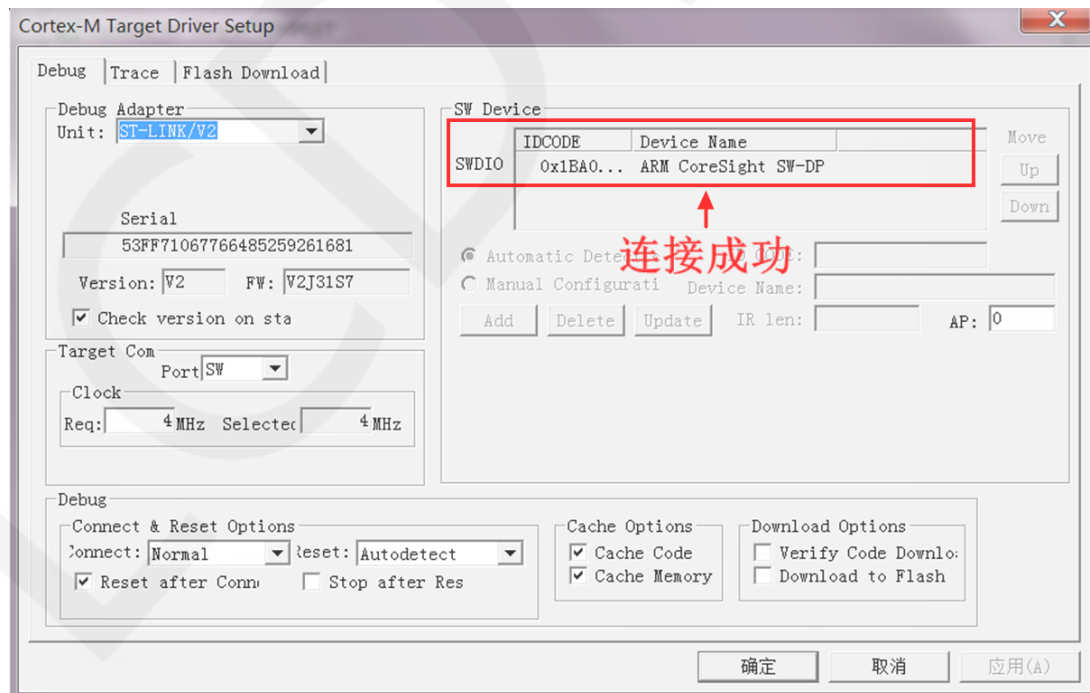 Cortex-M Target Driver Setup
Debug Trace Flash Download
Debug Adapter
Unit: ST-LINK/V2
Serial
53FF71067766485259261681
Version: V2 FW: V2J31S7
Check version on sta
Target Com
Port SW
Clock
Req: 4 MHz Selected 4 MHz
SW Device
IDCODE Device Name
SWDIO 0x1BA0... ARM CoreSight SW-DP
Move
Up
Down
连接成功
Automatic Detec CODE:
Manual Configurati Device Name:
Add Delete Update IR len: AP: 0
Debug
Connect & Reset Options
Connect: Normal Reset: Autodetect
Reset after Conn Stop after Res
Cache Options
Cache Code
Cache Memory
Download Options
Verify Code Downlo
Download to Flash
确定 取消 应用(A)